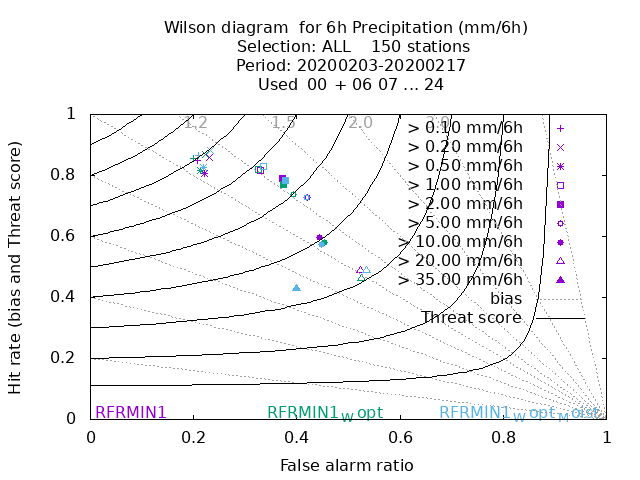 Wilson diagram for 6h Precipitation (mm/6h)
Selection: ALL 150 stations
Period: 20200203-20200217
Used 00 + 06 07 ... 24
Hit rate (bias and Threat score)
1
0.8
0.6
0.4
0.2
0
1.2
1.5
2.0
3.0
> 0.10 mm/6h
> 0.20 mm/6h
> 0.50 mm/6h
> 1.00 mm/6h
> 2.00 mm/6h
> 5.00 mm/6h
> 10.00 mm/6h
> 20.00 mm/6h
> 35.00 mm/6h
bias
Threat score
RFRMIN1 RFRMIN1W opt RFRMIN1W opt M oist
0 0.2 0.4 0.6 0.8 1
False alarm ratio